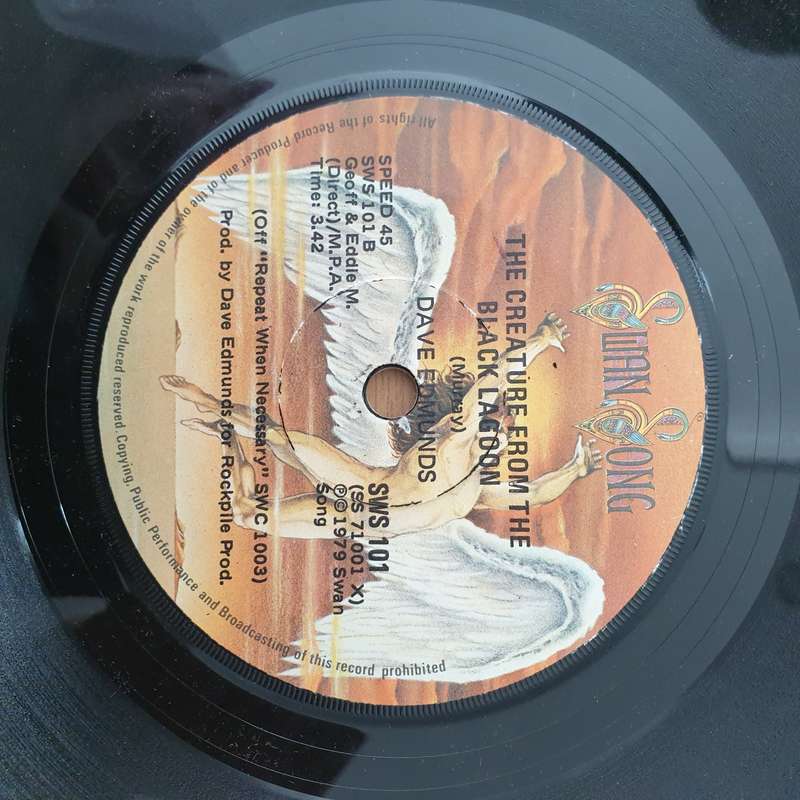 SWAN SONG
THE CREATURE FROM THE
BLACK LAGOON
(Murray)
DAVE EDMUNDS
SPEED 45
SWS 101 B
Geoff & Eddie M.
(Direct)/M.P.A.
Time: 3.42
SWS 101
(SS 71001 X)
℗©1979 Swan
Song
(Off "Repeat When Necessary" SWC 1003)
Prod. by Dave Edmunds for Rockpile Prod.
All rights of the Record Producer and of the owner of the work reproduced reserved. Copying, Public Performance and Broadcasting of this record prohibited